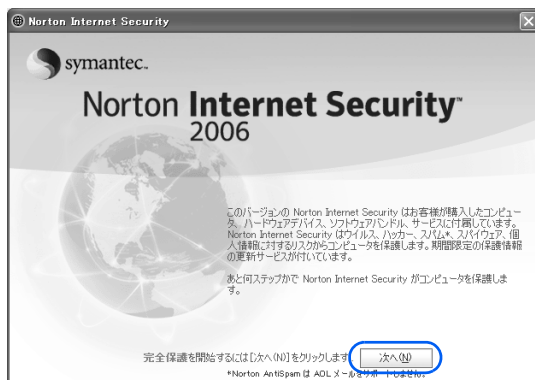 Norton Internet Security
symantec.
Norton Internet Security™
2006
このバージョンの Norton Internet Security はお客様が購入したコンピュー
タ、ハードウェアデバイス、ソフトウェアバンドル、サービスに付属しています。
Norton Internet Security はウイルス、ハッカー、スパム*、スパイウェア、個
人情報に対するリスクからコンピュータを保護します。期間限定の保護情報
の更新サービスが付いています。
あと何ステップかで Norton Internet Security がコンピュータを保護しま
す。
完全保護を開始するには[次へ(N)]をクリックします。 次へ(N)
*Norton AntiSpam は AOL メールをサポートしません。